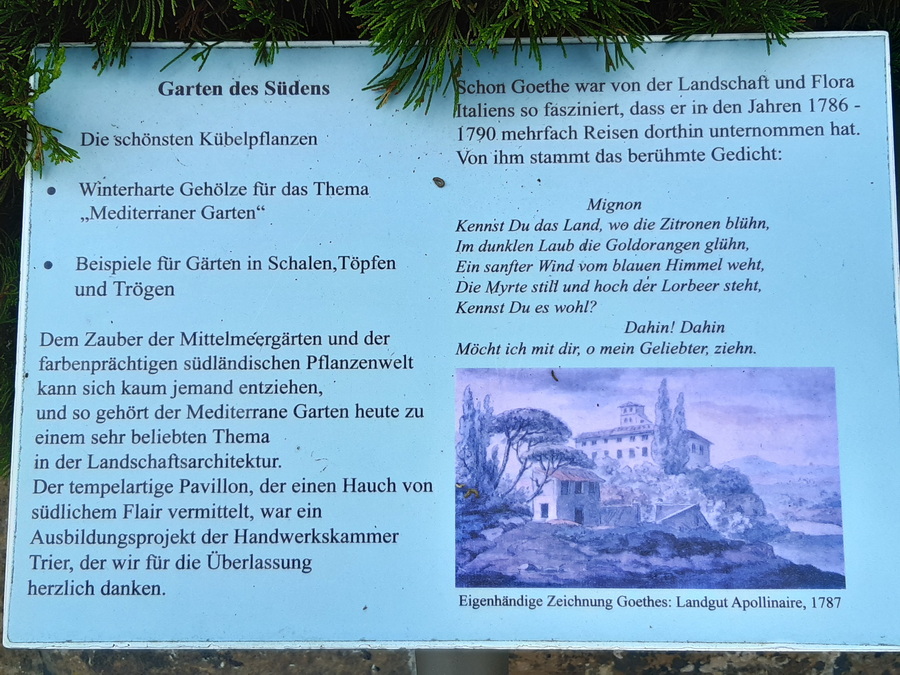 Garten des Südens
Die schönsten Kübelpflanzen
• Winterharte Gehölze für das Thema
„Mediterraner Garten“
• Beispiele für Gärten in Schalen,Töpfen
und Trögen
Dem Zauber der Mittelmeergärten und der
farbenprächtigen südländischen Pflanzenwelt
kann sich kaum jemand entziehen,
und so gehört der Mediterrane Garten heute zu
einem sehr beliebten Thema
in der Landschaftsarchitektur.
Der tempelartige Pavillon, der einen Hauch von
südlichem Flair vermittelt, war ein
Ausbildungsprojekt der Handwerkskammer
Trier, der wir für die Überlassung
herzlich danken.
Schon Goethe war von der Landschaft und Flora
Italiens so fasziniert, dass er in den Jahren 1786 -
1790 mehrfach Reisen dorthin unternommen hat.
Von ihm stammt das berühmte Gedicht:
Mignon
Kennst Du das Land, wo die Zitronen blühn,
Im dunklen Laub die Goldorangen glühn,
Ein sanfter Wind vom blauen Himmel weht,
Die Myrte still und hoch der Lorbeer steht,
Kennst Du es wohl?
Dahin! Dahin
Möcht ich mit dir, o mein Geliebter, ziehn.
Eigenhändige Zeichnung Goethes: Landgut Apollinaire, 1787